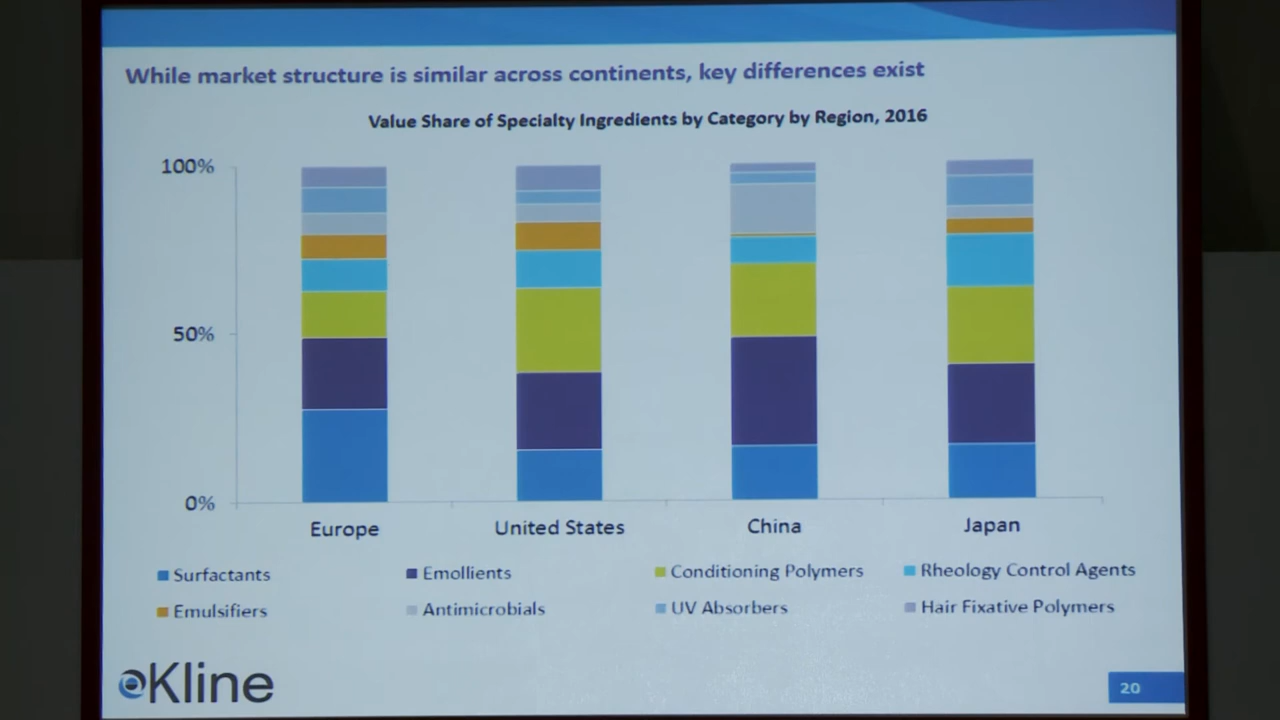 While market structure is similar across continents, key differences exist
Value Share of Specialty Ingredients by Category by Region, 2016
100%
50%
0%
Europe United States China Japan
Surfactants Emollients Conditioning Polymers Rheology Control Agents
Emulsifiers Antimicrobials UV Absorbers Hair Fixative Polymers
Kline
20